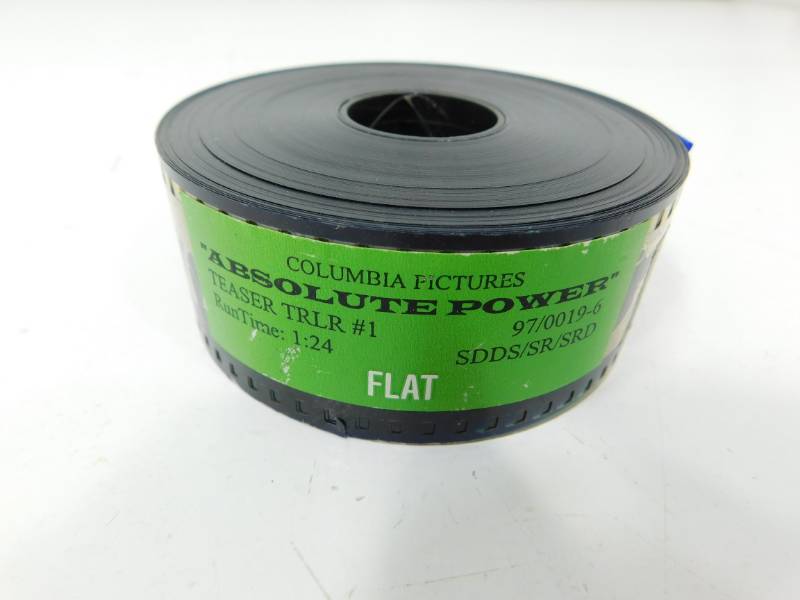 COLUMBIA PICTURES
"ABSOLUTE POWER"
TEASER TRLR #1 97/0019-6
RunTime: 1:24 SDDS/SR/SRD
FLAT